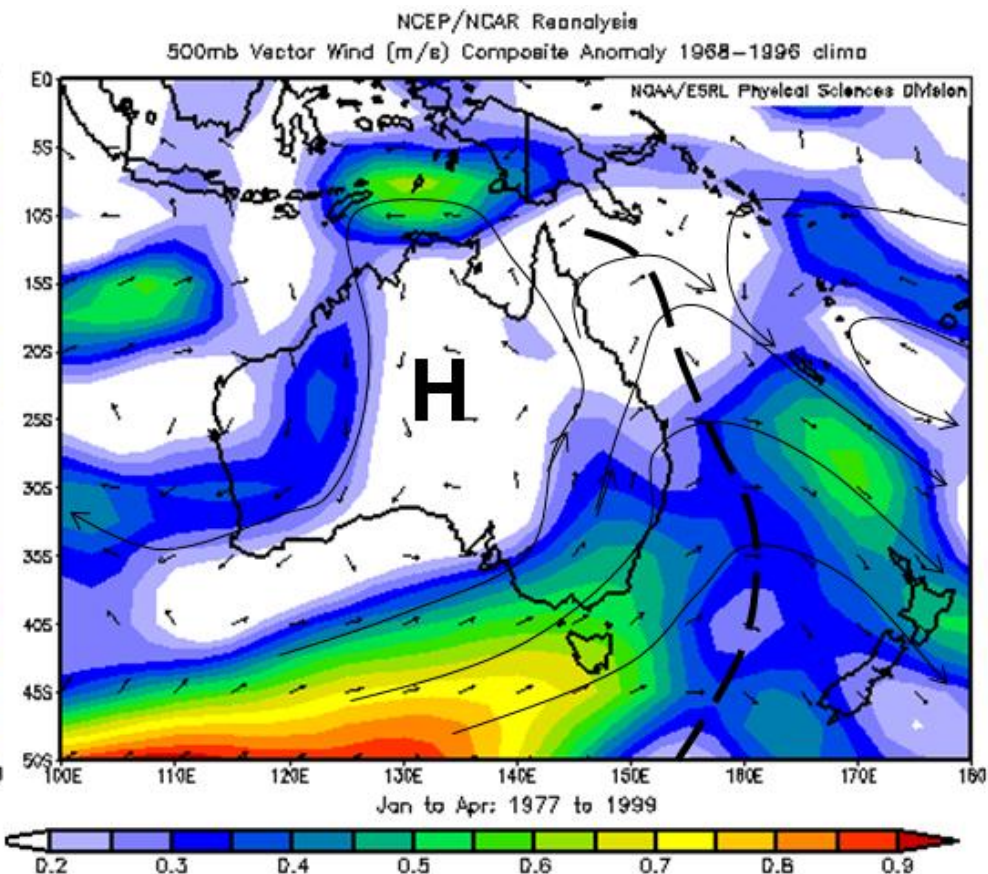 NCEP/NCAR Reanalysis
500mb Vector Wind (m/s) Composite Anomaly 1968-1996 clima
NOAA/ESRL Physical Sciences Division
EQ
5S
10S
15S
20S
25S
30S
35S
40S
45S
50S
H
100E 110E 120E 130E 140E 150E 160E 170E 180
Jan to Apr: 1977 to 1999
0.2 0.3 0.4 0.5 0.6 0.7 0.8 0.9